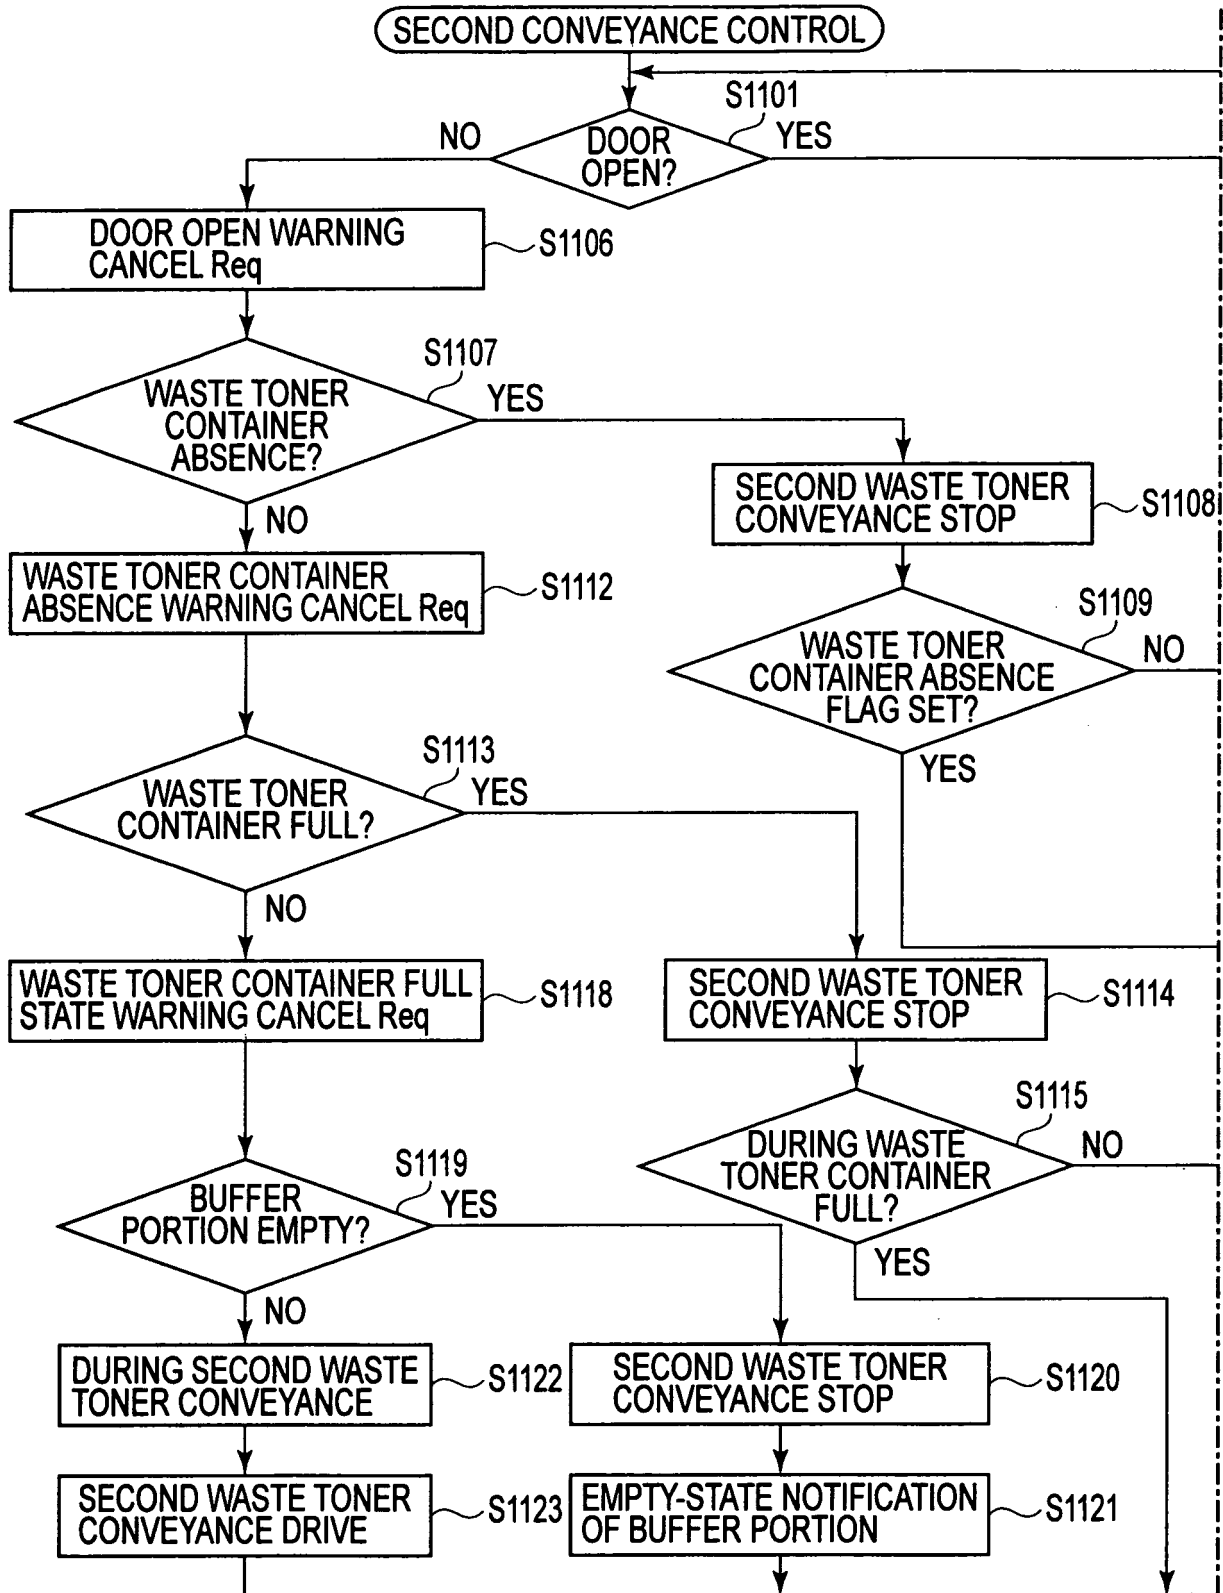 SECOND CONVEYANCE CONTROL
S1101
NO
DOOR
OPEN?
YES
DOOR OPEN WARNING
CANCEL Req
S1106
S1107
WASTE TONER
CONTAINER
ABSENCE?
YES
NO
SECOND WASTE TONER
CONVEYANCE STOP
S1108
WASTE TONER CONTAINER
ABSENCE WARNING CANCEL Req
S1112
S1109
WASTE TONER
CONTAINER ABSENCE
FLAG SET?
NO
YES
S1113
WASTE TONER
CONTAINER FULL?
YES
NO
WASTE TONER CONTAINER FULL
STATE WARNING CANCEL Req
S1118
SECOND WASTE TONER
CONVEYANCE STOP
S1114
S1115
DURING WASTE
TONER CONTAINER
FULL?
NO
YES
S1119
BUFFER
PORTION EMPTY?
YES
NO
DURING SECOND WASTE
TONER CONVEYANCE
S1122
SECOND WASTE TONER
CONVEYANCE STOP
S1120
SECOND WASTE TONER
CONVEYANCE DRIVE
S1123
EMPTY-STATE NOTIFICATION
OF BUFFER PORTION
S1121